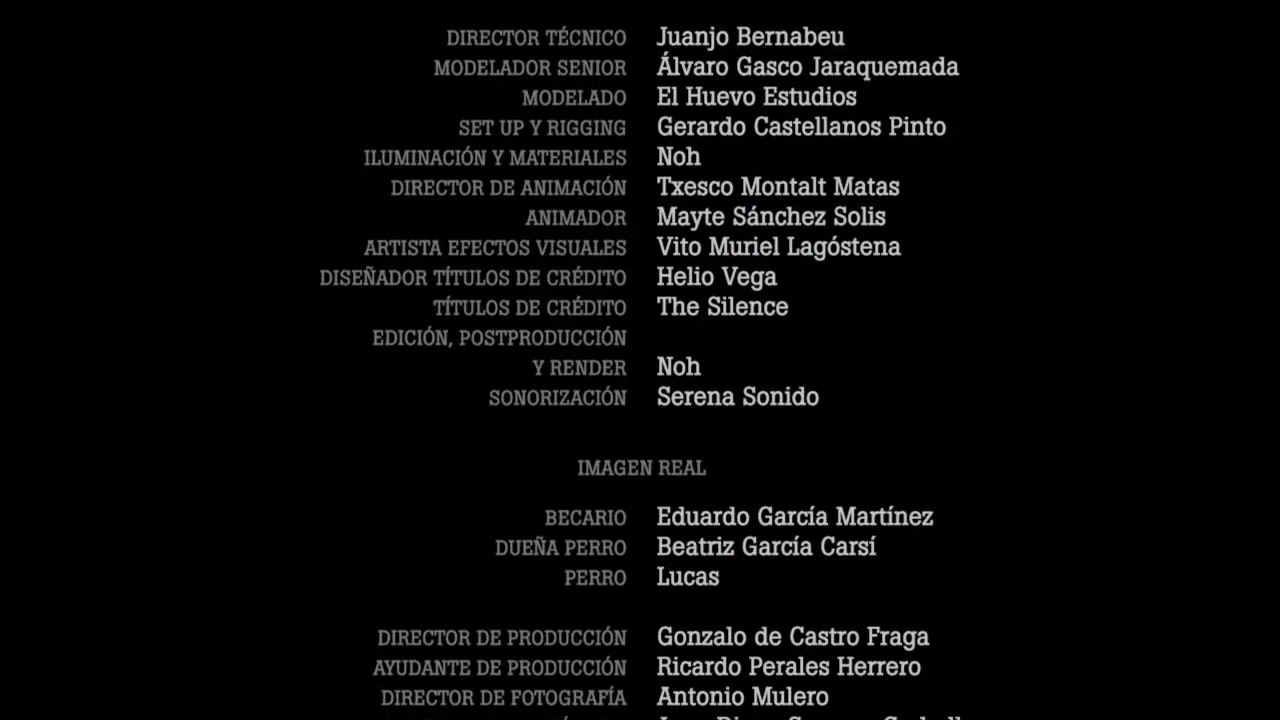 DIRECTOR TÉCNICO Juanjo Bernabeu
MODELADOR SENIOR Álvaro Gasco Jaraquemada
MODELADO El Huevo Estudios
SET UP Y RIGGING Gerardo Castellanos Pinto
ILUMINACIÓN Y MATERIALES Noh
DIRECTOR DE ANIMACIÓN Txesco Montalt Matas
ANIMADOR Mayte Sánchez Solis
ARTISTA EFECTOS VISUALES Vito Muriel Lagóstena
DISEÑADOR TÍTULOS DE CRÉDITO Helio Vega
TÍTULOS DE CRÉDITO The Silence
EDICIÓN, POSTPRODUCCIÓN
Y RENDER Noh
SONORIZACIÓN Serena Sonido
IMAGEN REAL
BECARIO Eduardo García Martínez
DUEÑA PERRO Beatriz García Carsí
PERRO Lucas
DIRECTOR DE PRODUCCIÓN Gonzalo de Castro Fraga
AYUDANTE DE PRODUCCIÓN Ricardo Perales Herrero
DIRECTOR DE FOTOGRAFÍA Antonio Mulero